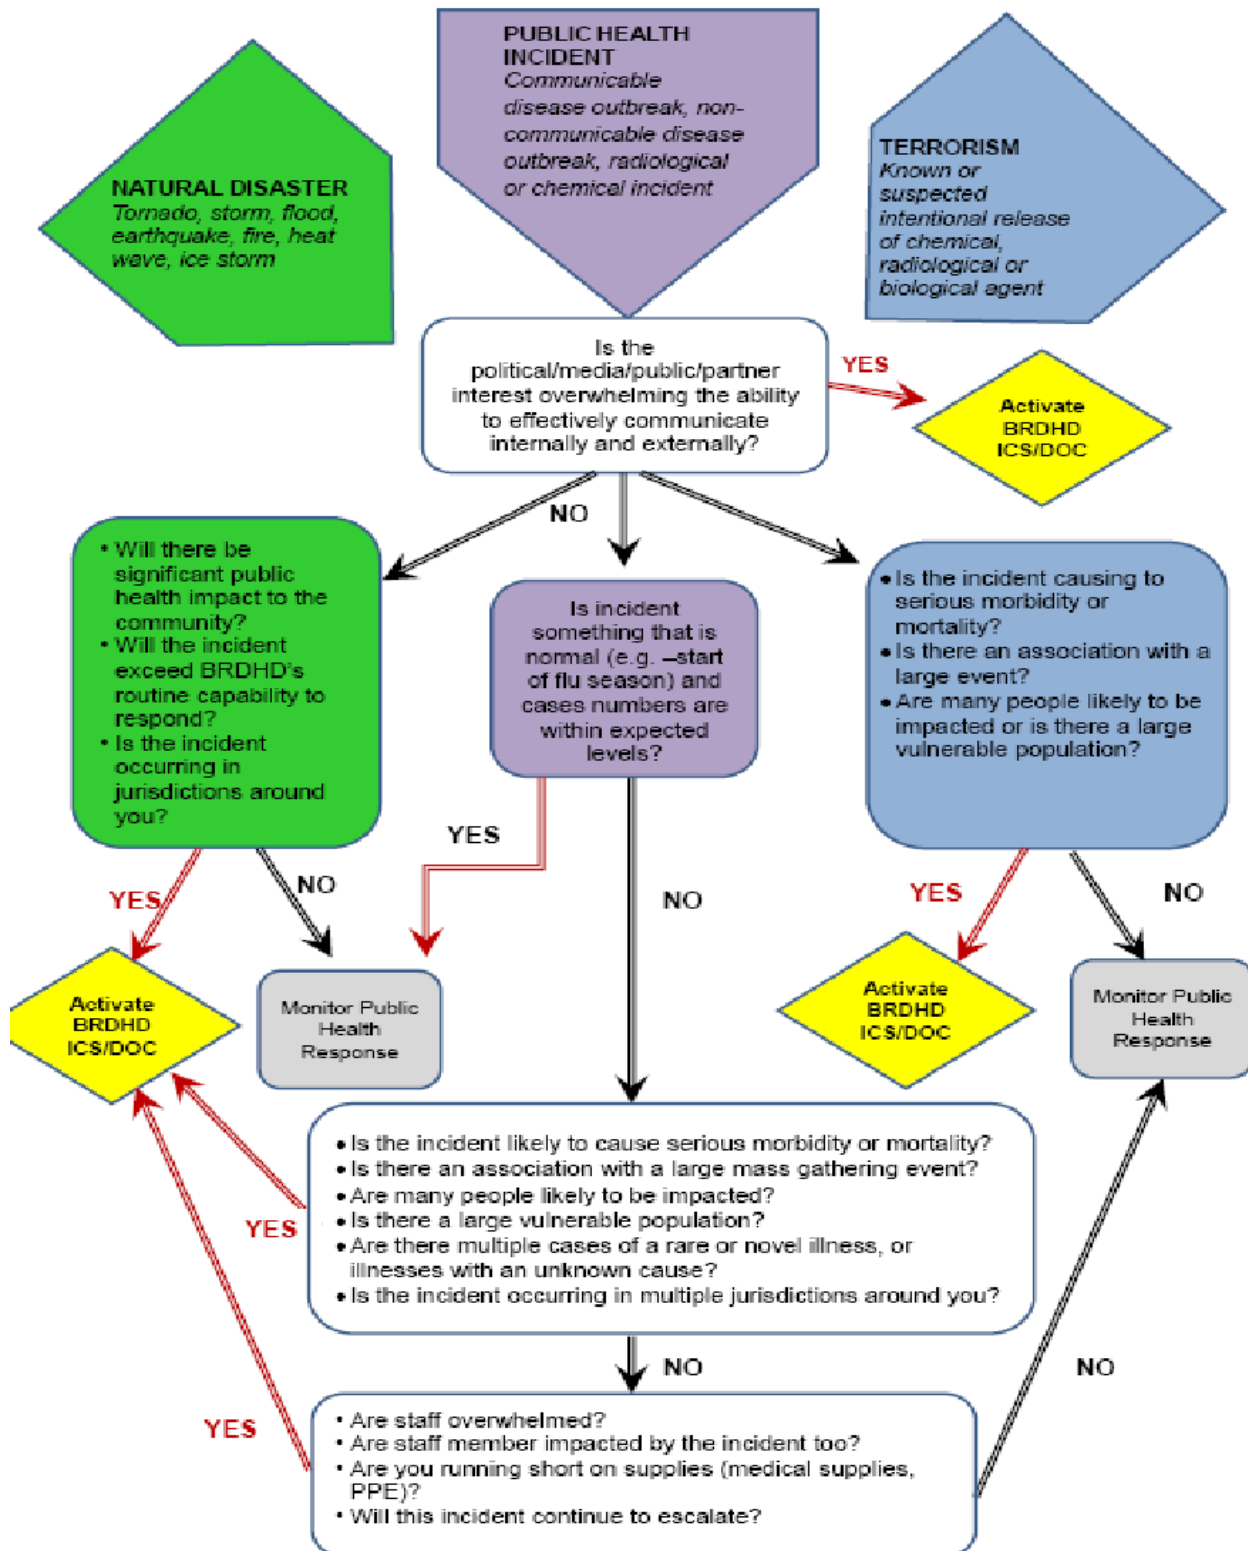 PUBLIC HEALTH
INCIDENT
Communicable
disease outbreak, non-
communicable disease
outbreak, radiological
or chemical incident
NATURAL DISASTER
Tornado, storm, flood,
earthquake, fire, heat
wave, ice storm
TERRORISM
Known or
suspected
intentional release
of chemical,
radiological or
biological agent
Is the
political/media/public/partner
interest overwhelming the ability
to effectively communicate
internally and externally?
YES
Activate
BRDHD
ICS/DOC
NO
• Will there be
significant public
health impact to the
community?
• Will the incident
exceed BRDHD's
routine capability to
respond?
• Is the incident
occurring in
jurisdictions around
you?
Is incident
something that is
normal (e.g. –start
of flu season) and
cases numbers are
within expected
levels?
• Is the incident causing to
serious morbidity or
mortality?
• Is there an association with a
large event?
• Are many people likely to be
impacted or is there a large
vulnerable population?
YES
NO
YES
NO
YES
NO
Activate
BRDHD
ICS/DOC
Monitor Public
Health
Response
Activate
BRDHD
ICS/DOC
Monitor Public
Health
Response
• Is the incident likely to cause serious morbidity or mortality?
• Is there an association with a large mass gathering event?
• Are many people likely to be impacted?
• Is there a large vulnerable population?
• Are there multiple cases of a rare or novel illness, or
illnesses with an unknown cause?
• Is the incident occurring in multiple jurisdictions around you?
YES
NO
NO
YES
• Are staff overwhelmed?
• Are staff member impacted by the incident too?
• Are you running short on supplies (medical supplies,
PPE)?
• Will this incident continue to escalate?